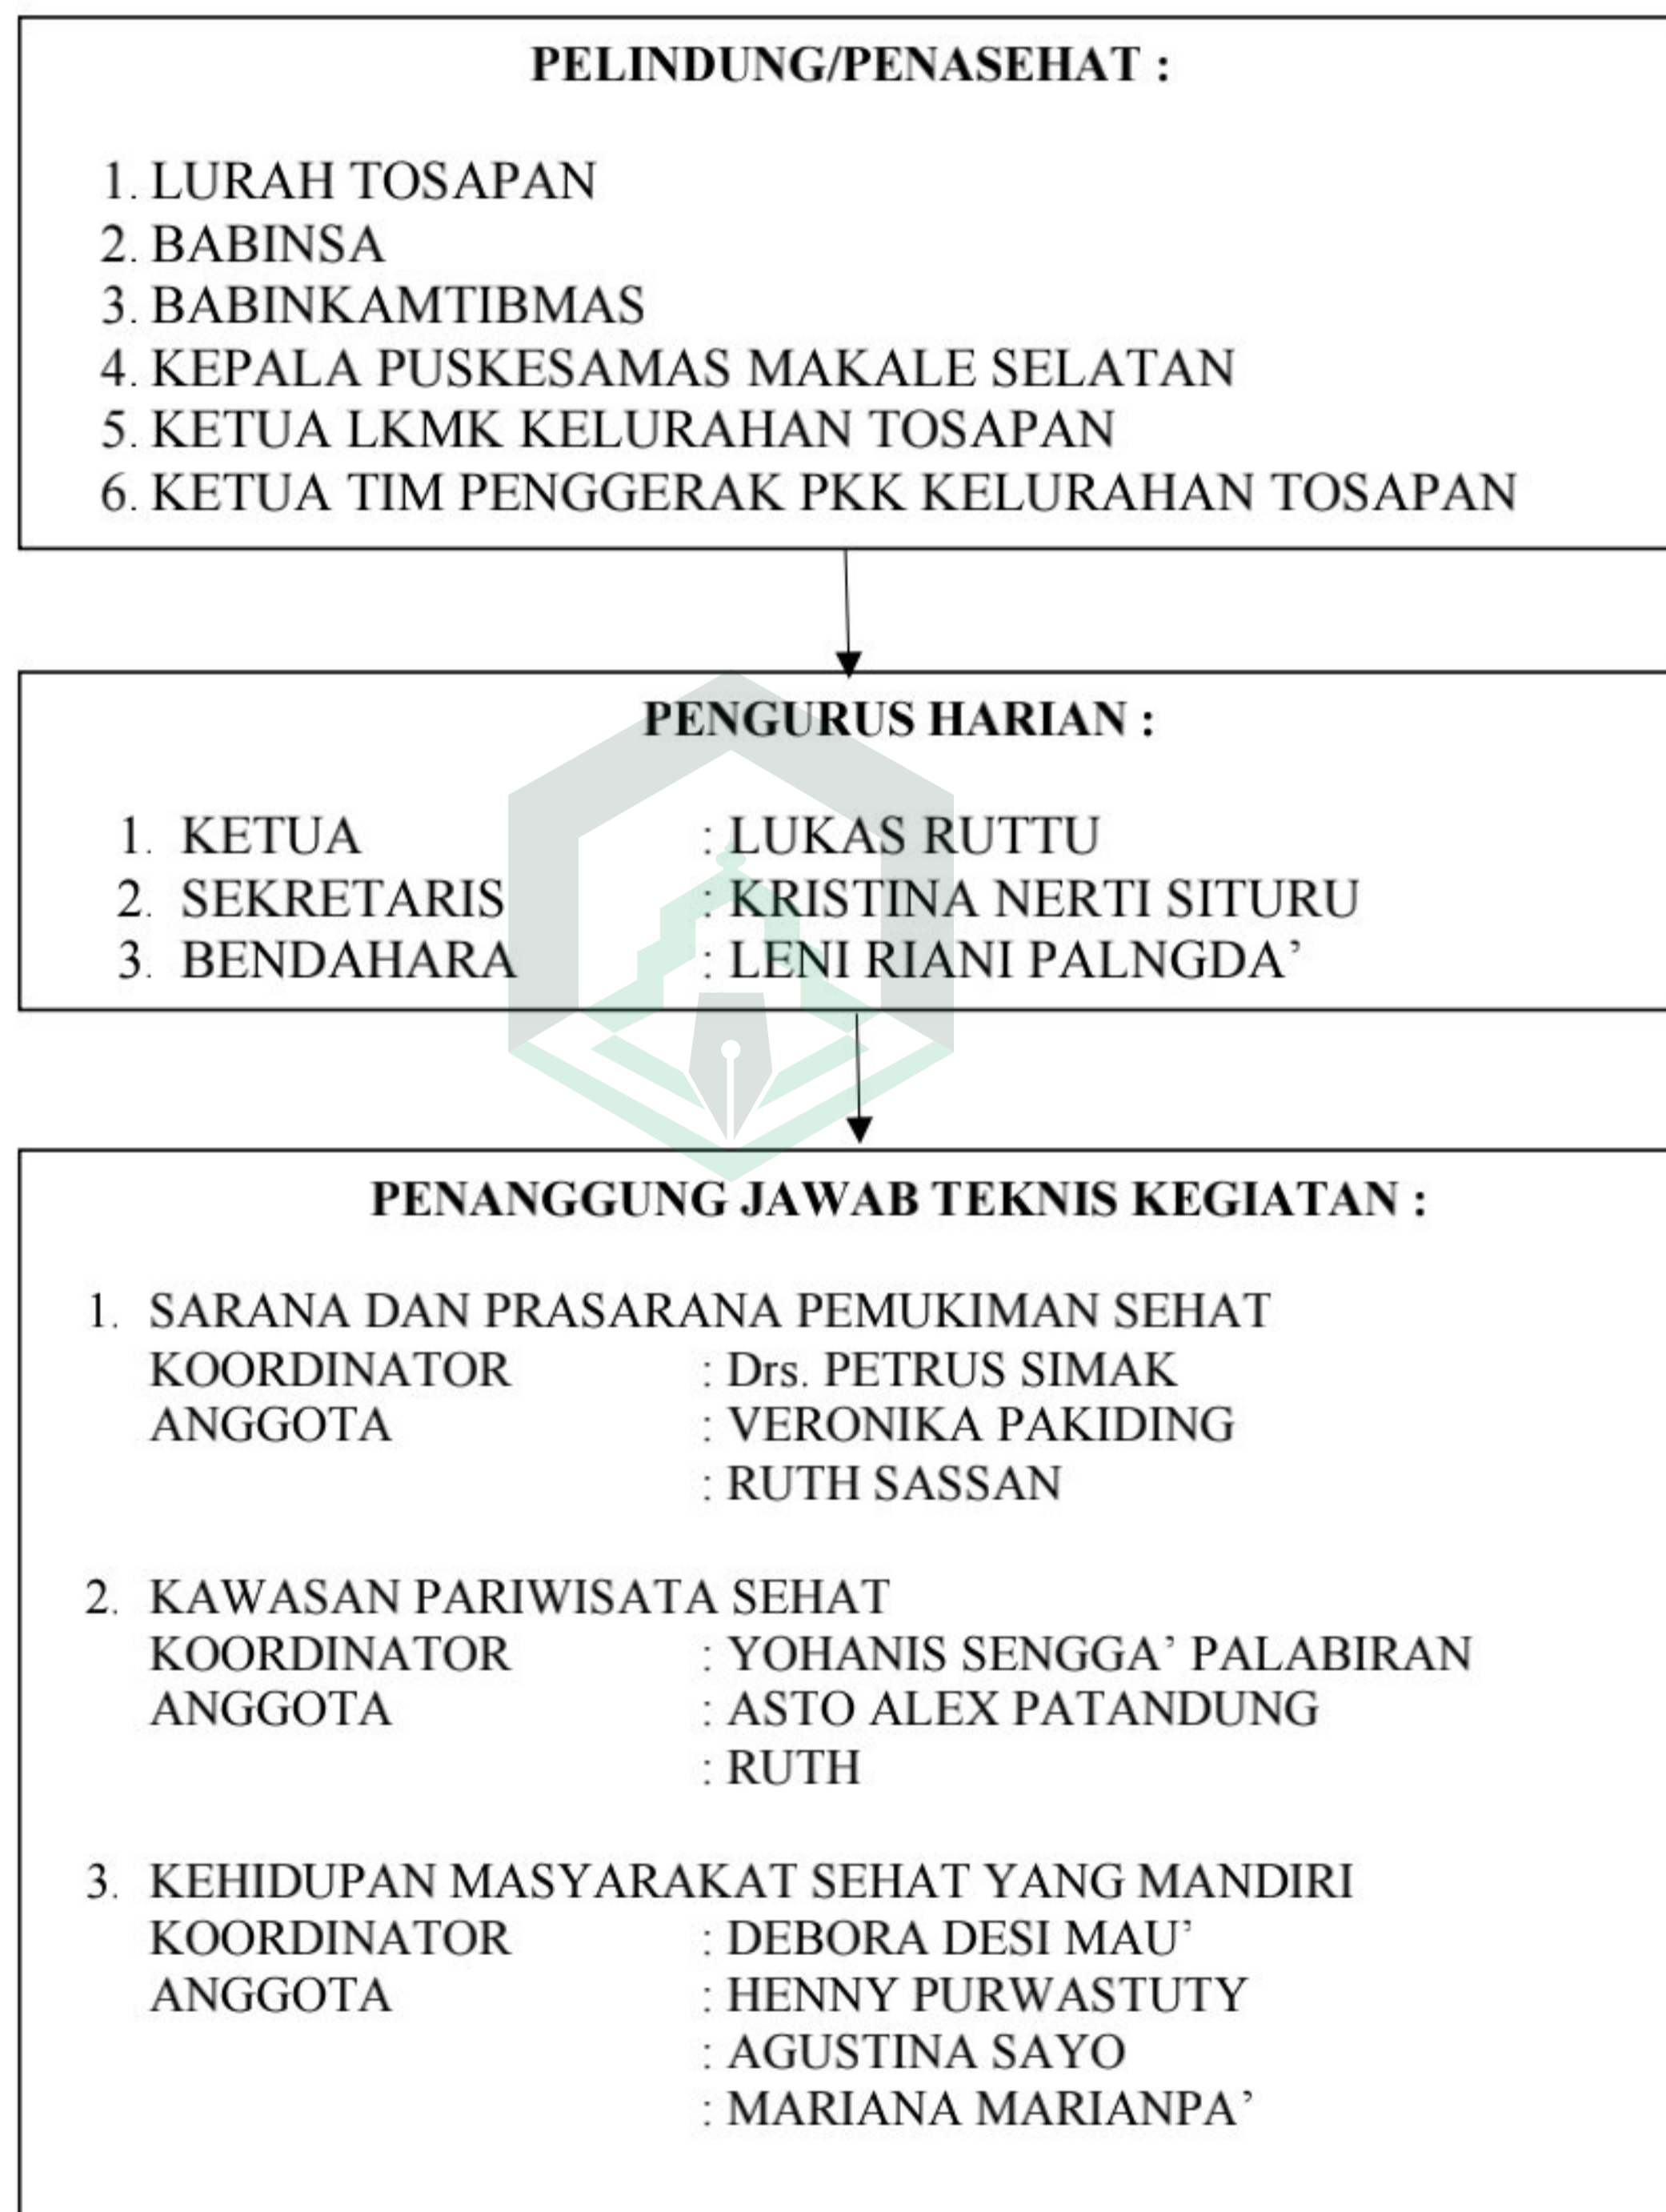 PELINDUNG/PENASEHAT :
1. LURAH TOSAPAN
2. BABINSA
3. BABINKAMTIBMAS
4. KEPALA PUSKESAMAS MAKALE SELATAN
5. KETUA LKMK KELURAHAN TOSAPAN
6. KETUA TIM PENGGERAK PKK KELURAHAN TOSAPAN
PENGURUS HARIAN :
1. KETUA : LUKAS RUTTU
2. SEKRETARIS : KRISTINA NERTI SITURU
3. BENDAHARA : LENI RIANI PALNGDA’
PENANGGUNG JAWAB TEKNIS KEGIATAN :
1. SARANA DAN PRASARANA PEMUKIMAN SEHAT
KOORDINATOR : Drs. PETRUS SIMAK
ANGGOTA : VERONIKA PAKIDING
: RUTH SASSAN
2. KAWASAN PARIWISATA SEHAT
KOORDINATOR : YOHANIS SENGGA’ PALABIRAN
ANGGOTA : ASTO ALEX PATANDUNG
: RUTH
3. KEHIDUPAN MASYARAKAT SEHAT YANG MANDIRI
KOORDINATOR : DEBORA DESI MAU’
ANGGOTA : HENNY PURWASTUTY
: AGUSTINA SAYO
: MARIANA MARIANPA’